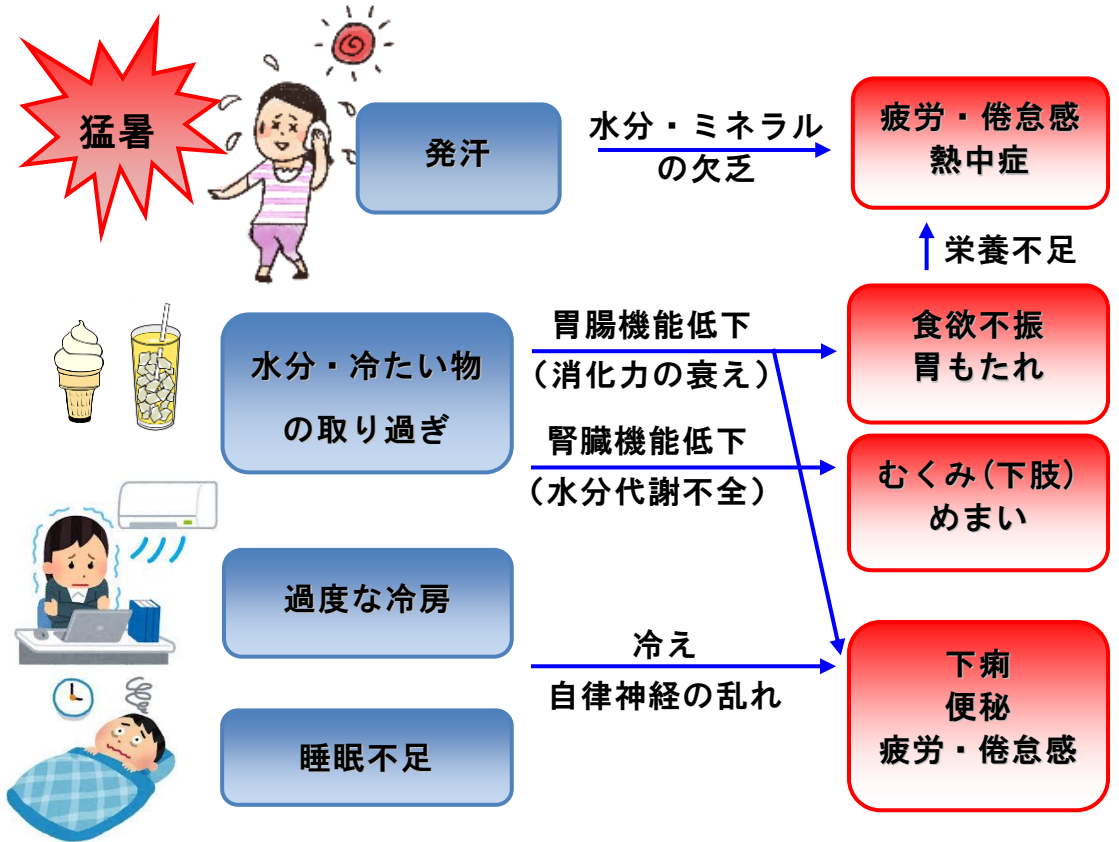 猛暑
発汗
水分・ミネラル
の欠乏
疲労・倦怠感
熱中症
栄養不足
水分・冷たい物
の取り過ぎ
胃腸機能低下
（消化力の衰え）
食欲不振
胃もたれ
腎臓機能低下
（水分代謝不全）
むくみ（下肢）
めまい
過度な冷房
睡眠不足
冷え
自律神経の乱れ
下痢
便秘
疲労・倦怠感